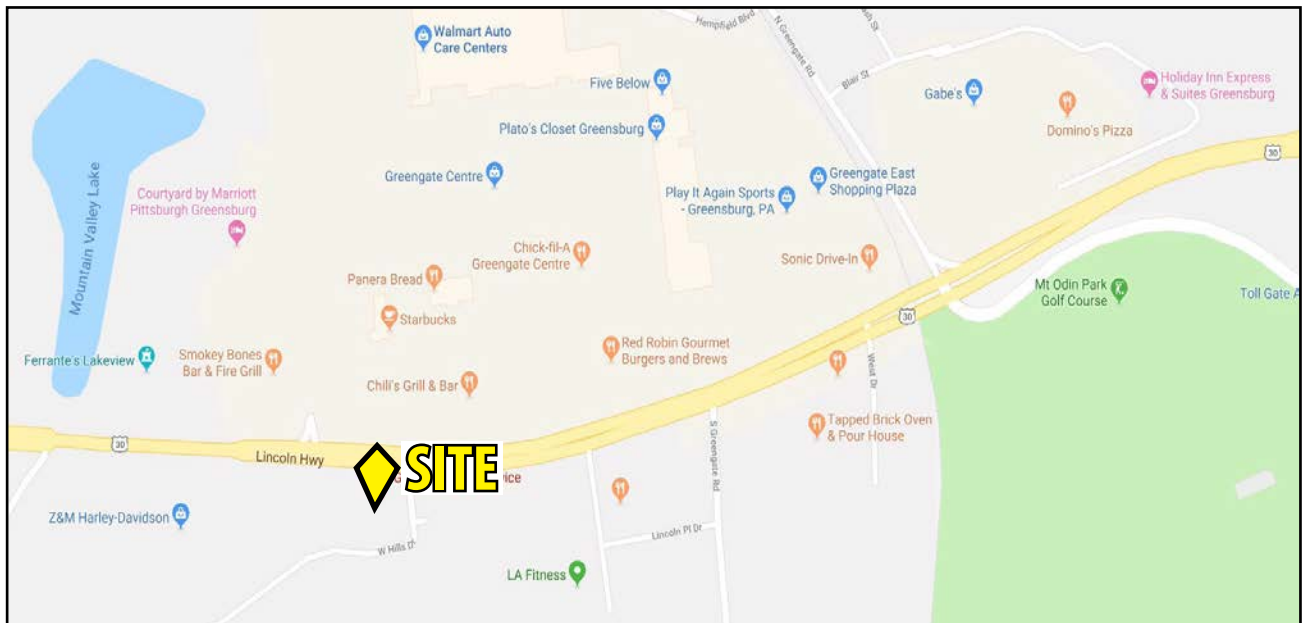 Walmart Auto
Care Centers
Hempfield Blvd
N Greengate Rd
Blair St
Five Below
Gabe's
Holiday Inn Express
& Suites Greensburg
Domino's Pizza
Plato's Closet Greensburg
30
Mountain Valley Lake
Greengate Centre
Courtyard by Marriott
Pittsburgh Greensburg
Play It Again Sports
- Greensburg, PA
Greengate East
Shopping Plaza
Chick-fil-A
Greengate Centre
Sonic Drive-In
Panera Bread
Mt Odin Park
Golf Course
Toll Gate
Starbucks
30
Ferrante's Lakeview
Smokey Bones
Bar & Fire Grill
Red Robin Gourmet
Burgers and Brews
Chili's Grill & Bar
West Dr
Tapped Brick Oven
& Pour House
S Greengate Rd
30
Lincoln Hwy
SITE
Z&M Harley-Davidson
W Hills Dr
Lincoln Pl Dr
LA Fitness